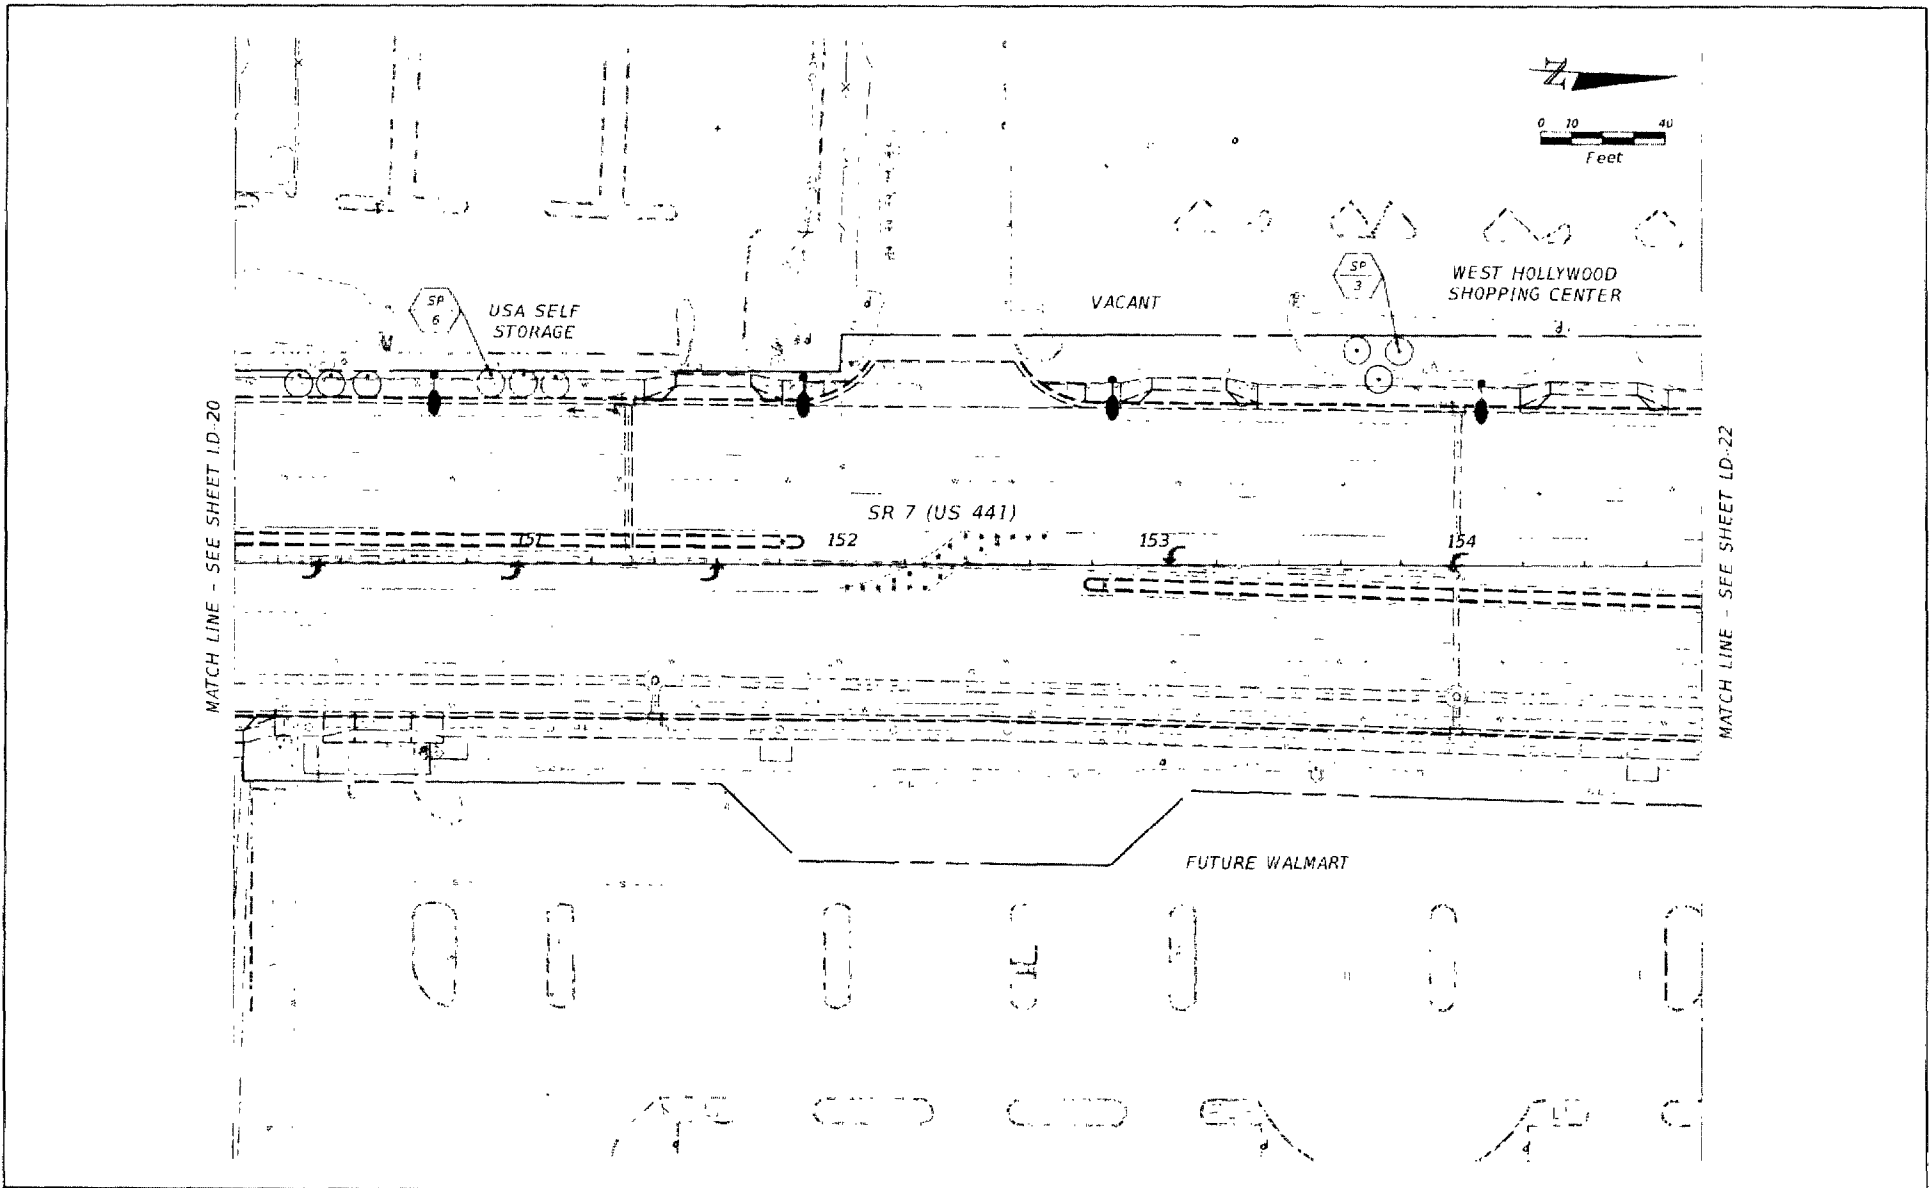 N
0 10 40
Feet
SP
6
USA SELF
STORAGE
VACANT
SP
3
WEST HOLLYWOOD
SHOPPING CENTER
MATCH LINE - SEE SHEET LD-20
MATCH LINE - SEE SHEET LD-22
SR 7 (US 441)
151
152
153
154
FUTURE WALMART